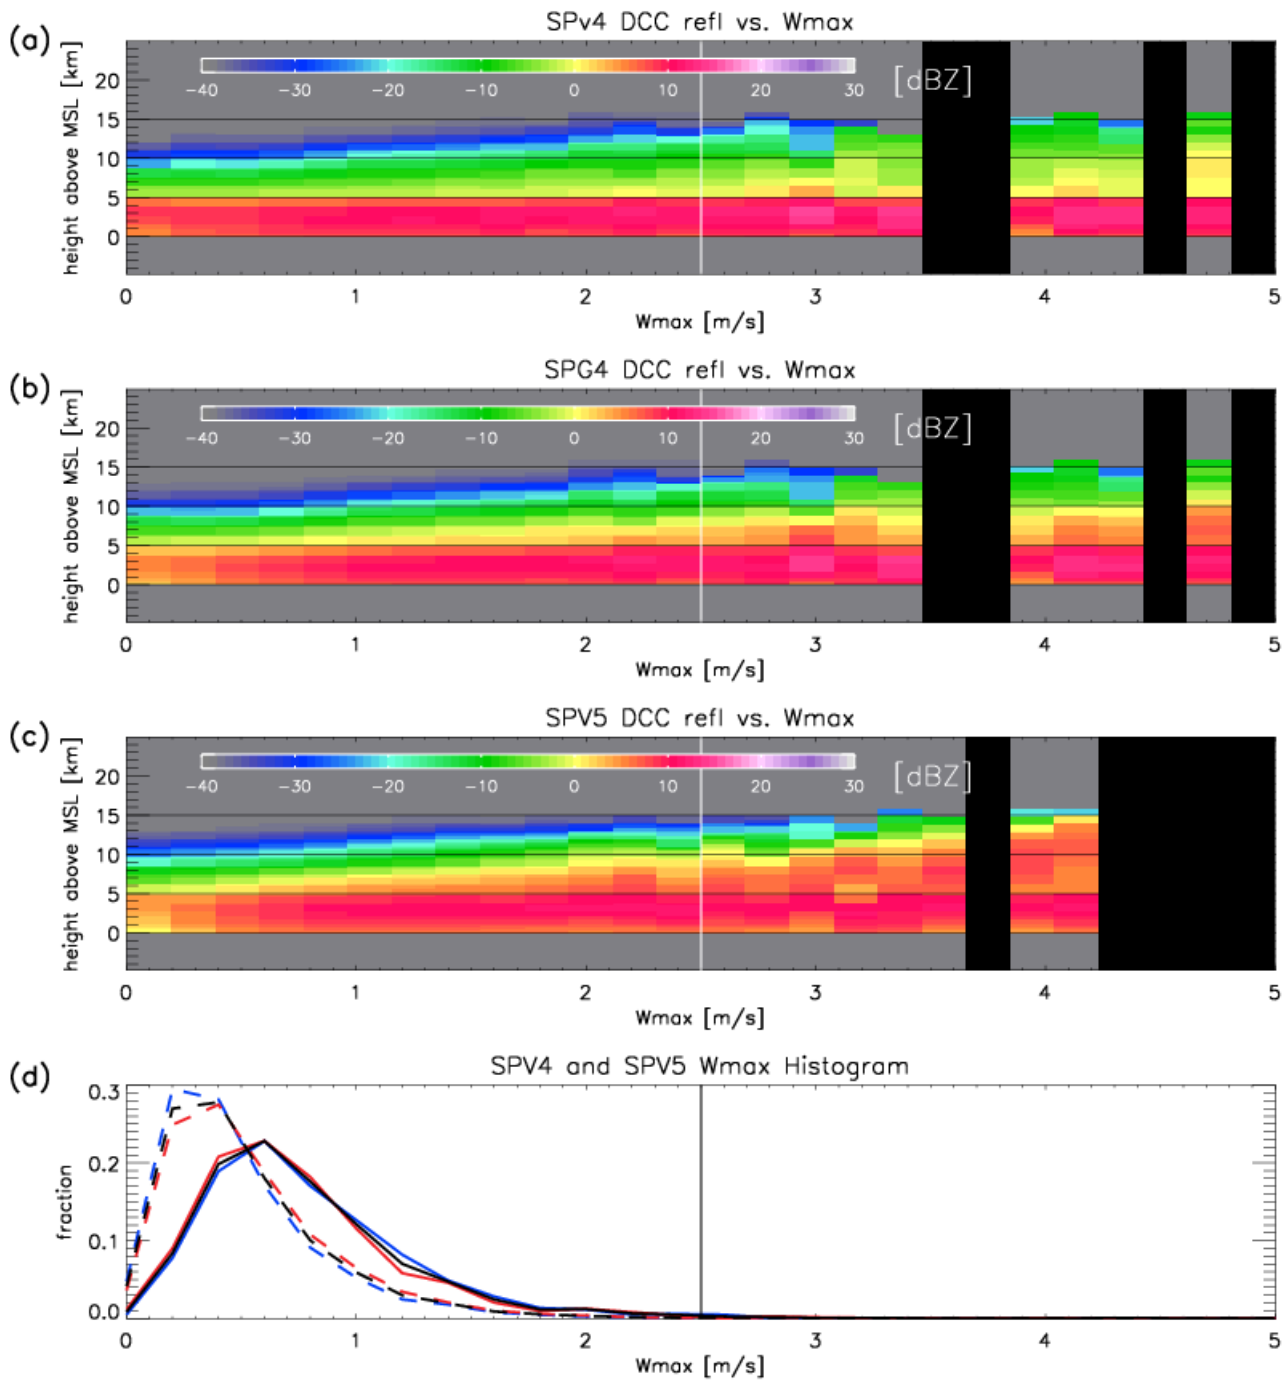 (a)
SPv4 DCC refl vs. Wmax
height above MSL [km]
20
15
10
5
0
-40 -30 -20 -10 0 10 20 30
[dBZ]
0 1 2 3 4 5
Wmax [m/s]
(b)
SPG4 DCC refl vs. Wmax
height above MSL [km]
20
15
10
5
0
-40 -30 -20 -10 0 10 20 30
[dBZ]
0 1 2 3 4 5
Wmax [m/s]
(c)
SPV5 DCC refl vs. Wmax
height above MSL [km]
20
15
10
5
0
-40 -30 -20 -10 0 10 20 30
[dBZ]
0 1 2 3 4 5
Wmax [m/s]
(d)
SPV4 and SPV5 Wmax Histogram
fraction
0.3
0.2
0.1
0.0
0 1 2 3 4 5
Wmax [m/s]